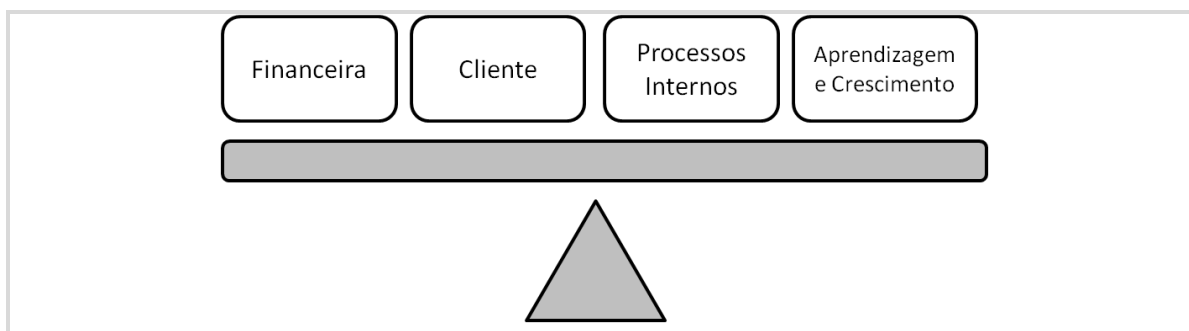 Financeira
Cliente
Processos
Internos
Aprendizagem
e Crescimento